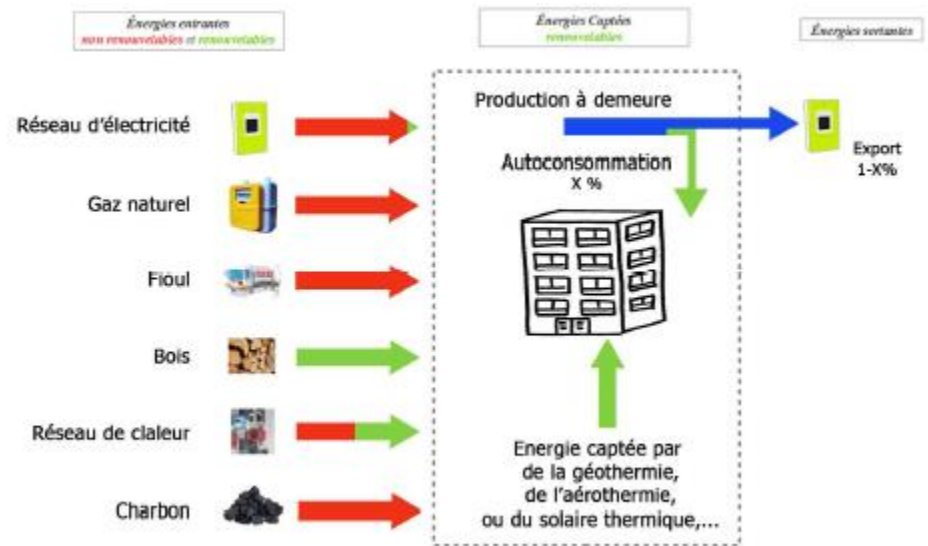 Énergies entrantes
non renouvelables et renouvelables
Énergies Captées
renouvelables
Énergies sortantes
Réseau d'électricité
Gaz naturel
Fioul
Bois
Réseau de claleur
Charbon
Production à demeure
Autoconsommation
X %
Export
1-X%
Energie captée par
de la géothermie,
de l'aérothermie,
ou du solaire thermique,...